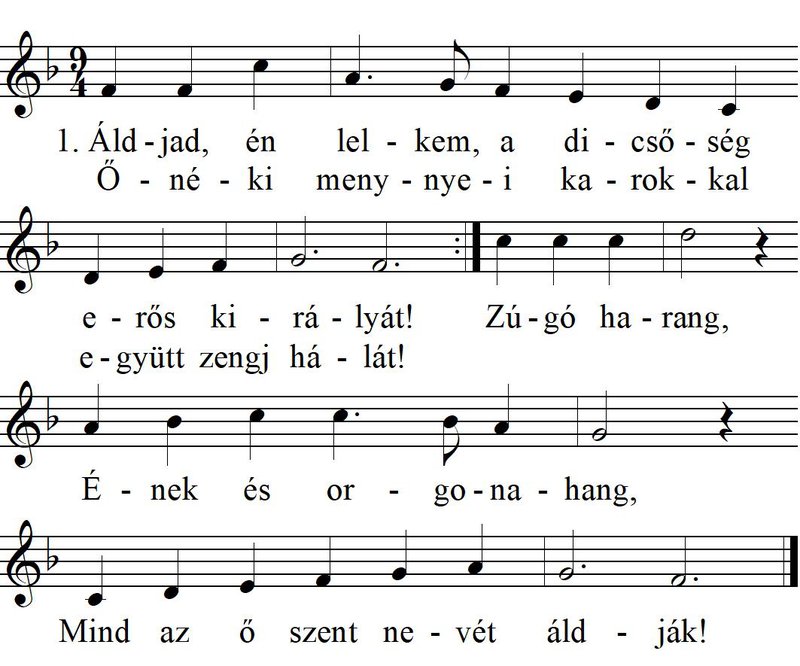 9
4
1. Áld - jad, én lel - kem, a di - cső - ség
Ő - né - ki meny - nye - i ka - rok - kal
e - rős ki - rá - lyát! Zú - gó ha - rang,
e - gyütt zengj há - lát!
É - nek és or - go - na - hang,
Mind az ő szent ne - vét áld - ják!